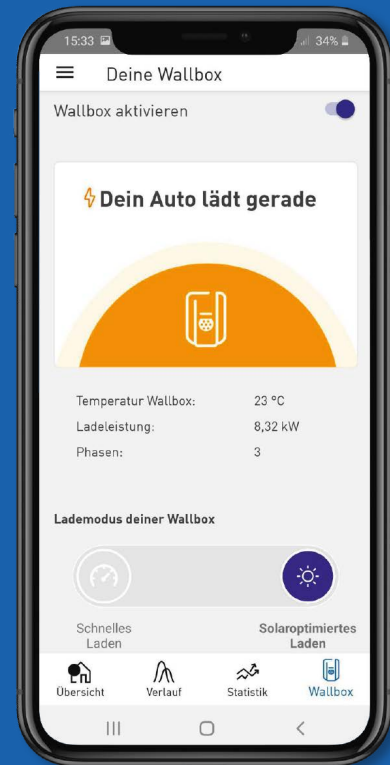 15:33 34%
Deine Wallbox
Wallbox aktivieren
Dein Auto lädt gerade
Temperatur Wallbox: 23 °C
Ladeleistung: 8,32 kW
Phasen: 3
Lademodus deiner Wallbox
Schnelles Laden
Solaroptimiertes Laden
Übersicht Verlauf Statistik Wallbox